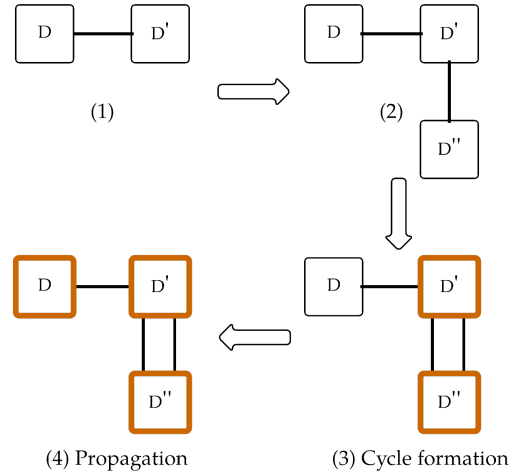 D D' D D'
(1) (2)
D''
D D' D D'
D'' D''
(4) Propagation (3) Cycle formation